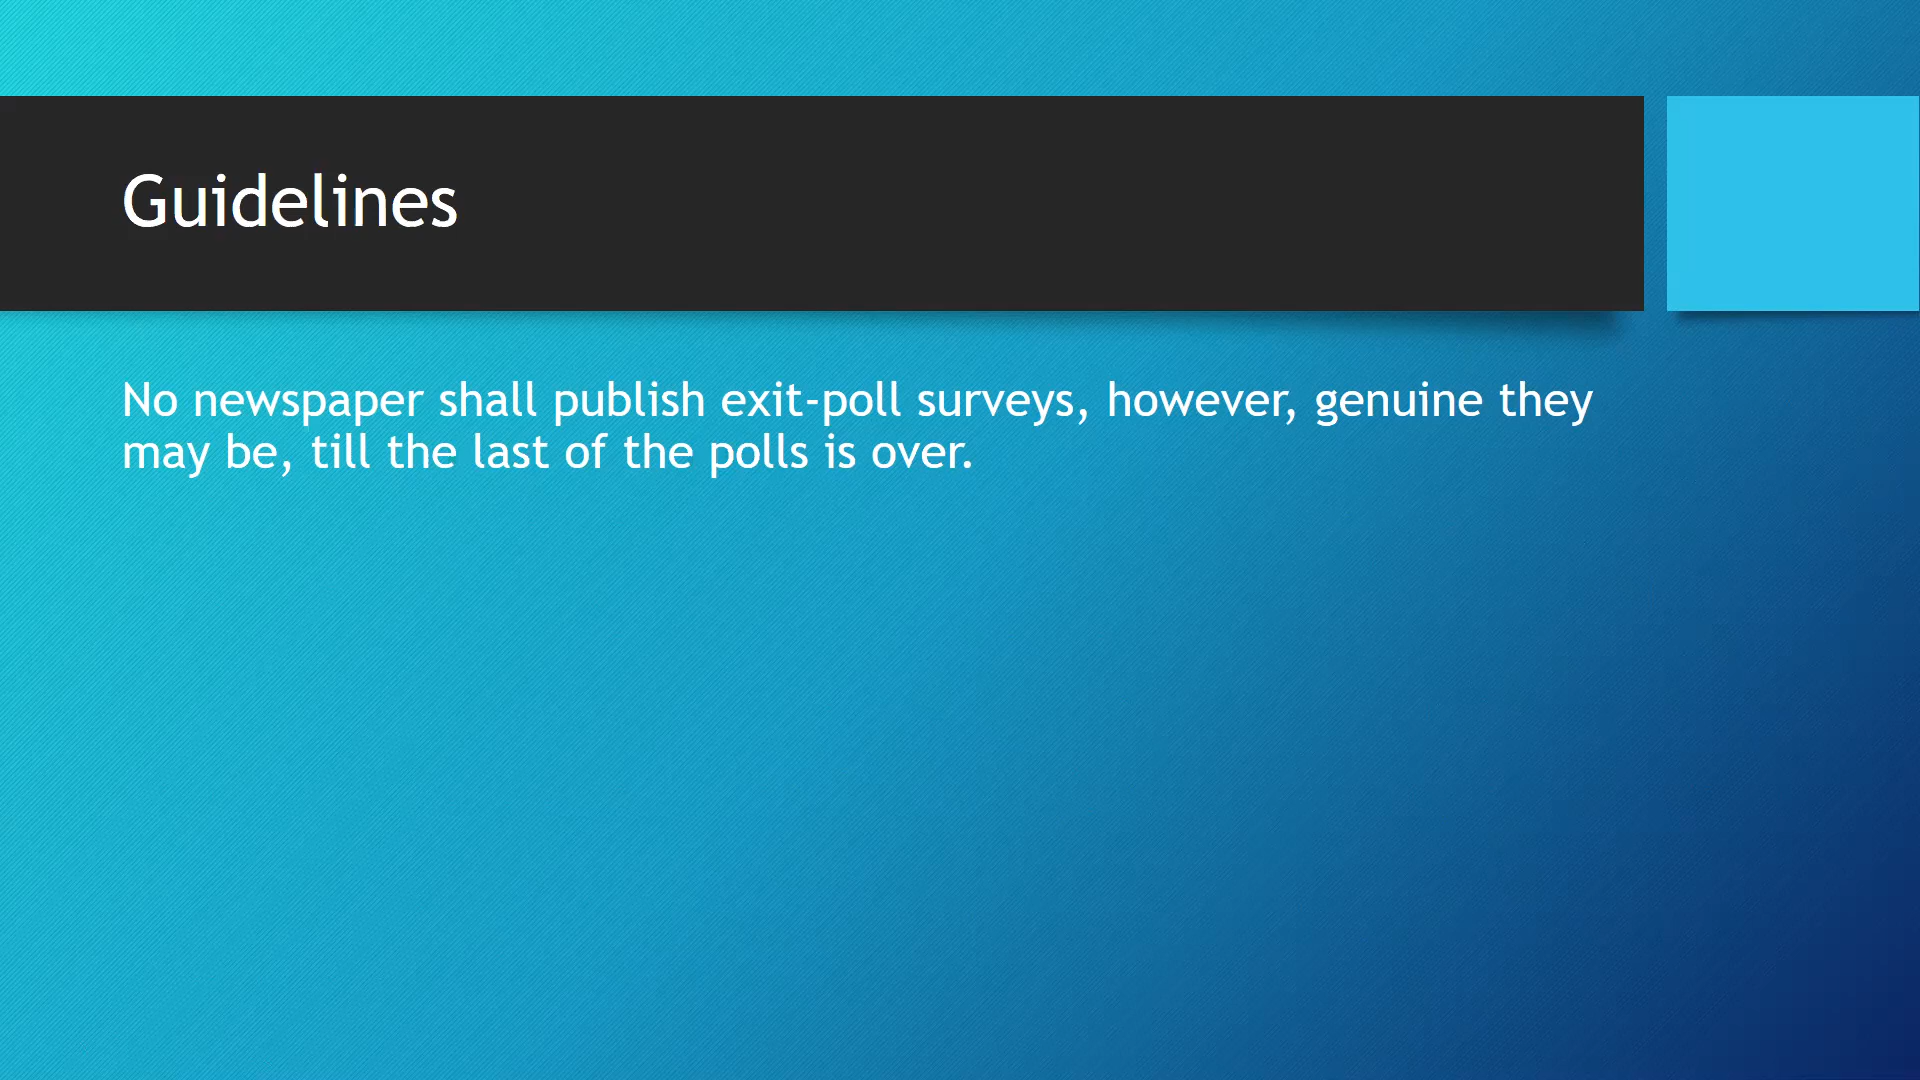 Guidelines
No newspaper shall publish exit-poll surveys, however, genuine they
may be, till the last of the polls is over.